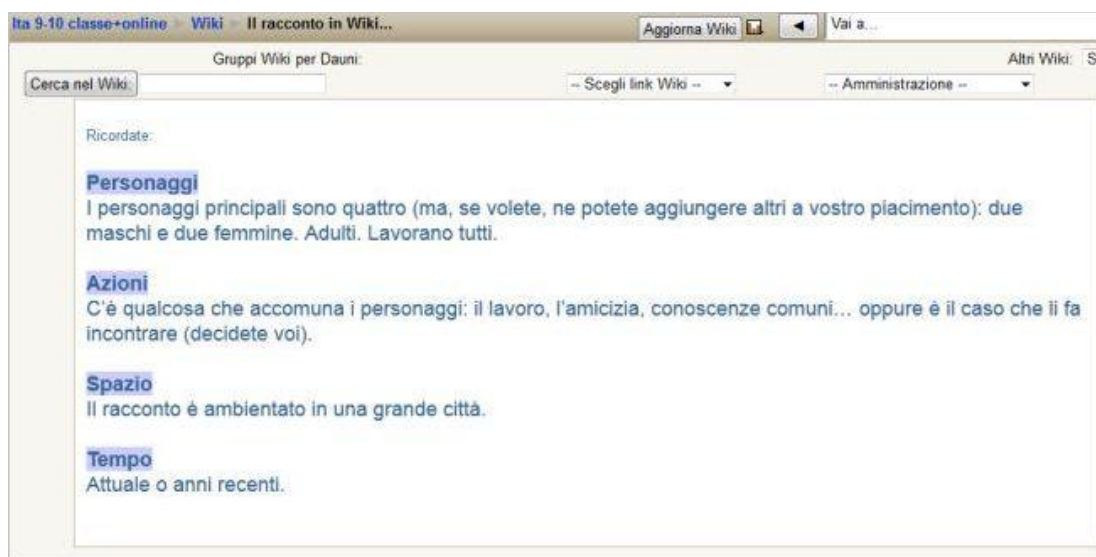 Ita 9-10 classe+online ► Wiki ► Il racconto in Wiki...
Aggiorna Wiki
Vai a...
Gruppi Wiki per Dauni:
Altri Wiki: S
Cerca nel Wiki:
-- Scegli link Wiki --
-- Amministrazione --
Ricordate:
Personaggi
I personaggi principali sono quattro (ma, se volete, ne potete aggiungere altri a vostro piacimento): due
maschi e due femmine. Adulti. Lavorano tutti.
Azioni
C'è qualcosa che accomuna i personaggi: il lavoro, l'amicizia, conoscenze comuni... oppure è il caso che li fa
incontrare (decidete voi).
Spazio
Il racconto è ambientato in una grande città.
Tempo
Attuale o anni recenti.